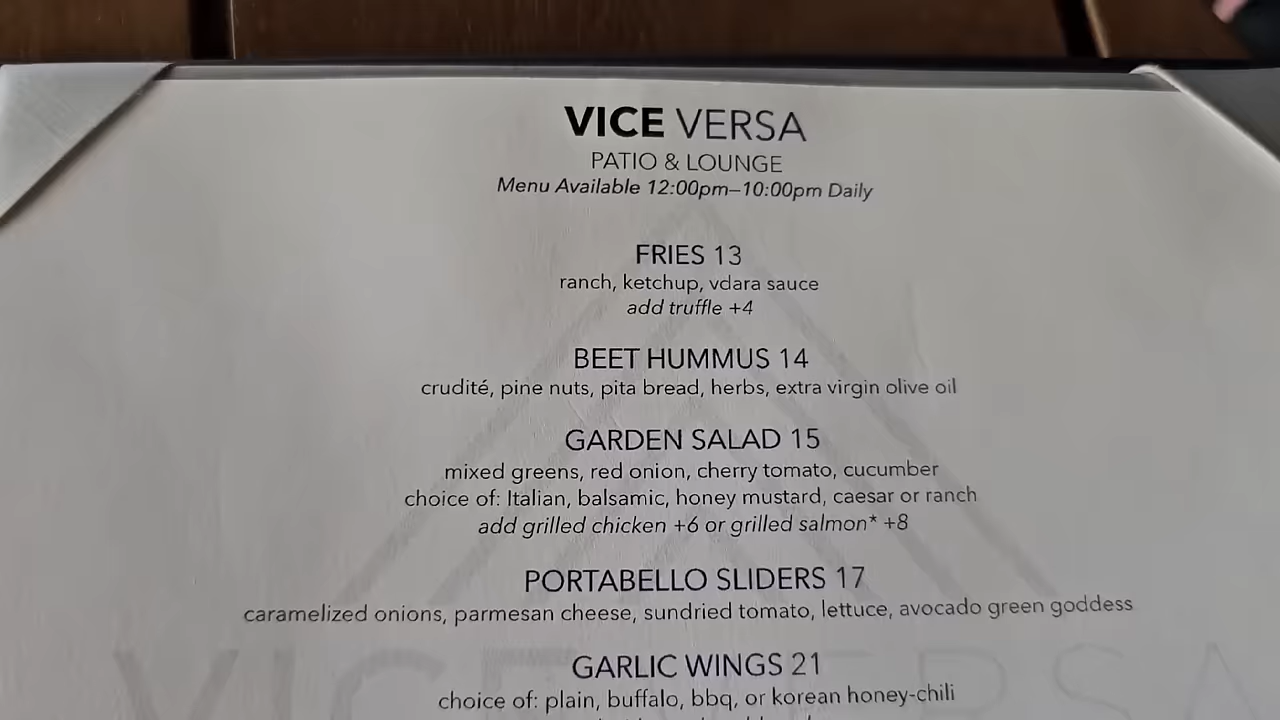 VICE VERSA
PATIO & LOUNGE
Menu Available 12:00pm–10:00pm Daily
FRIES 13
ranch, ketchup, vdara sauce
add truffle +4
BEET HUMMUS 14
crudité, pine nuts, pita bread, herbs, extra virgin olive oil
GARDEN SALAD 15
mixed greens, red onion, cherry tomato, cucumber
choice of: Italian, balsamic, honey mustard, caesar or ranch
add grilled chicken +6 or grilled salmon* +8
PORTABELLO SLIDERS 17
caramelized onions, parmesan cheese, sundried tomato, lettuce, avocado green goddess
VICE VERSA
GARLIC WINGS 21
choice of: plain, buffalo, bbq, or korean honey-chili